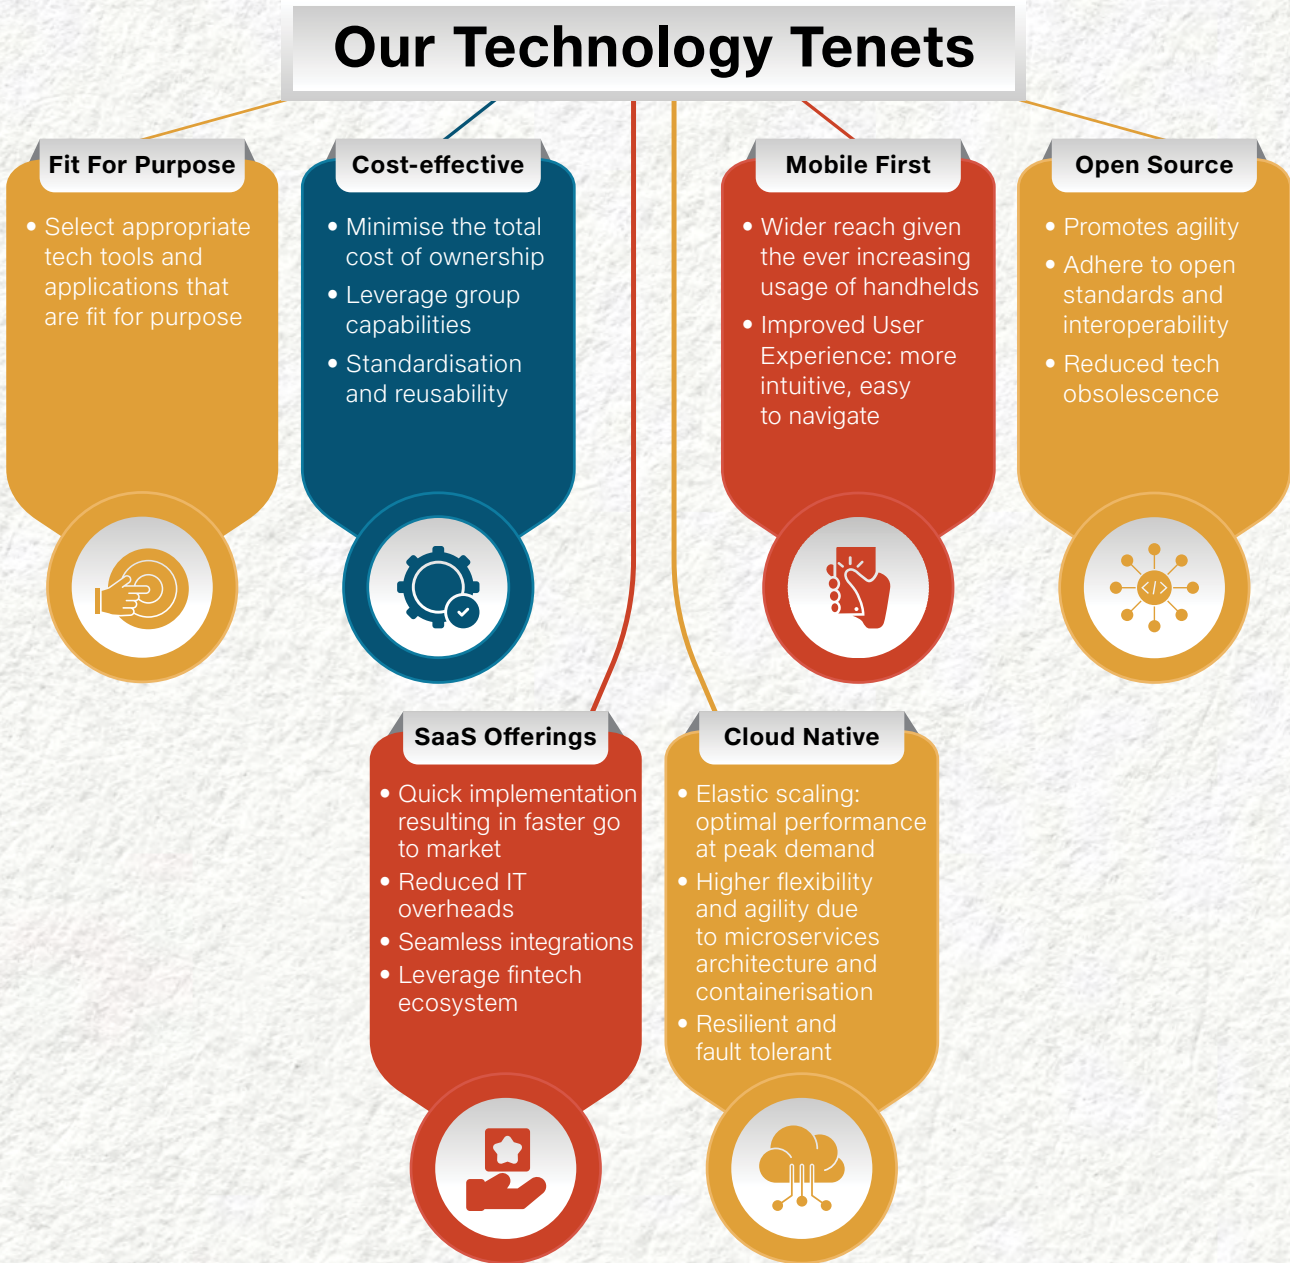 Our Technology Tenets
Fit For Purpose
• Select appropriate
tech tools and
applications that
are fit for purpose
Cost-effective
• Minimise the total
cost of ownership
• Leverage group
capabilities
• Standardisation
and reusability
Mobile First
• Wider reach given
the ever increasing
usage of handhelds
• Improved User
Experience: more
intuitive, easy
to navigate
Open Source
• Promotes agility
• Adhere to open
standards and
interoperability
• Reduced tech
obsolescence
</>
SaaS Offerings
• Quick implementation
resulting in faster go
to market
• Reduced IT
overheads
• Seamless integrations
• Leverage fintech
ecosystem
Cloud Native
• Elastic scaling:
optimal performance
at peak demand
• Higher flexibility
and agility due
to microservices
architecture and
containerisation
• Resilient and
fault tolerant